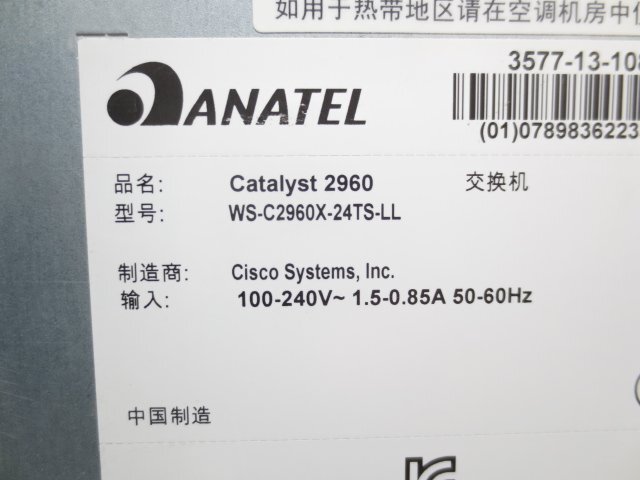 如用于热带地区请在空调机房中
ANATEL
3577-13-10
(01)0789836223
品名: Catalyst 2960 交换机
型号: WS-C2960X-24TS-LL
制造商: Cisco Systems, Inc.
输入: 100-240V~ 1.5-0.85A 50-60Hz
中国制造